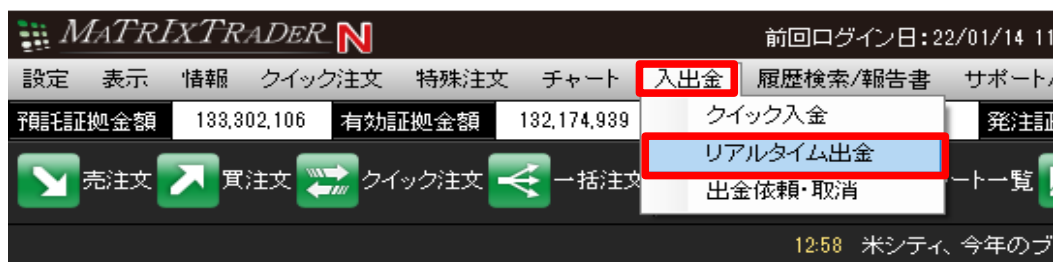 MATRIXTRADER N 前回ログイン日:22/01/14 11
設定 表示 情報 クイック注文 特殊注文 チャート 入出金 履歴検索/報告書 サポート
預託証拠金額 133,302,106 有効証拠金額 132,174,939 クイック入金 発注証
リアルタイム出金
売注文 買注文 クイック注文 一括注文 出金依頼・取消 ート一覧
12:58 米シティ、今年のブ